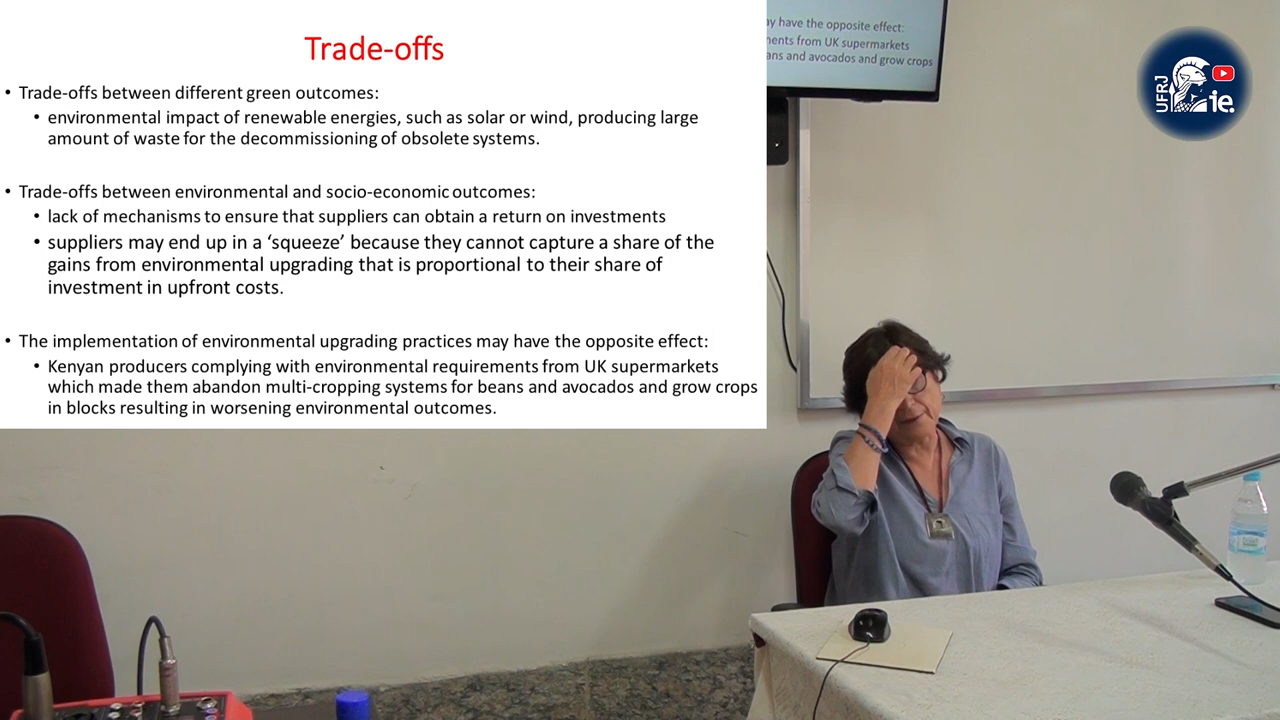 Trade-offs
• Trade-offs between different green outcomes:
• environmental impact of renewable energies, such as solar or wind, producing large
amount of waste for the decommissioning of obsolete systems.
• Trade-offs between environmental and socio-economic outcomes:
• lack of mechanisms to ensure that suppliers can obtain a return on investments
• suppliers may end up in a ‘squeeze’ because they cannot capture a share of the
gains from environmental upgrading that is proportional to their share of
investment in upfront costs.
• The implementation of environmental upgrading practices may have the opposite effect:
• Kenyan producers complying with environmental requirements from UK supermarkets
which made them abandon multi-cropping systems for beans and avocados and grow crops
in blocks resulting in worsening environmental outcomes.
ay have the opposite effect:
ments from UK supermarkets
ans and avocados and grow crops
UFRJ
ie.